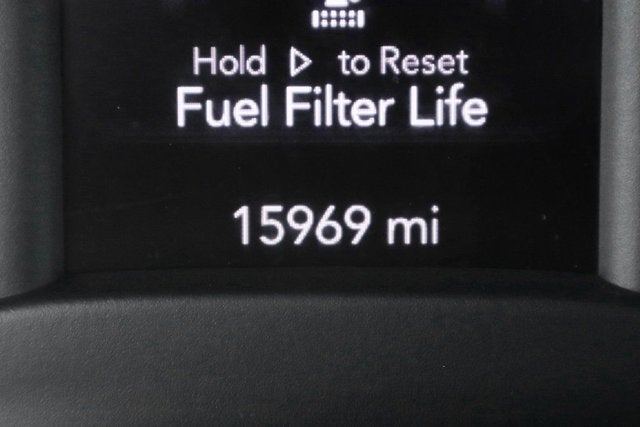 Hold ▷ to Reset
Fuel Filter Life
15969 mi